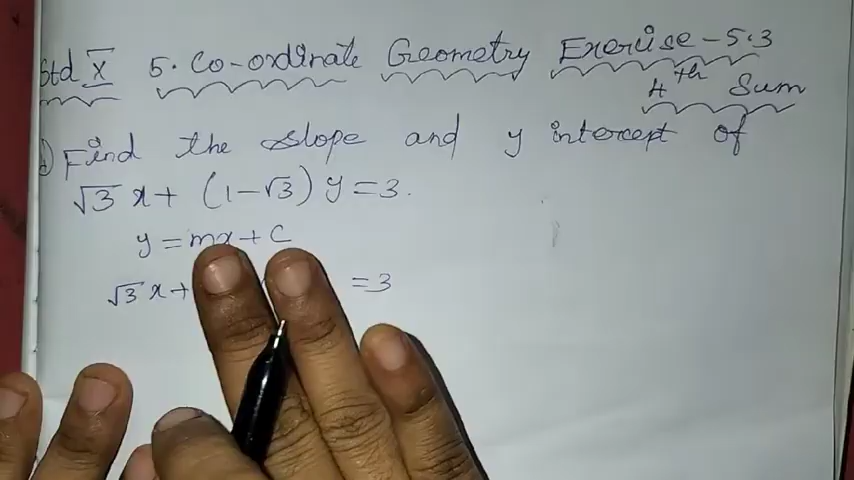 Std X 5. Co-ordinate Geometry Exercise-5.3
4th Sum
Find the slope and y intercept of
√3 x + (1-√3) y = 3.
y = mx + C
√3 x + = 3